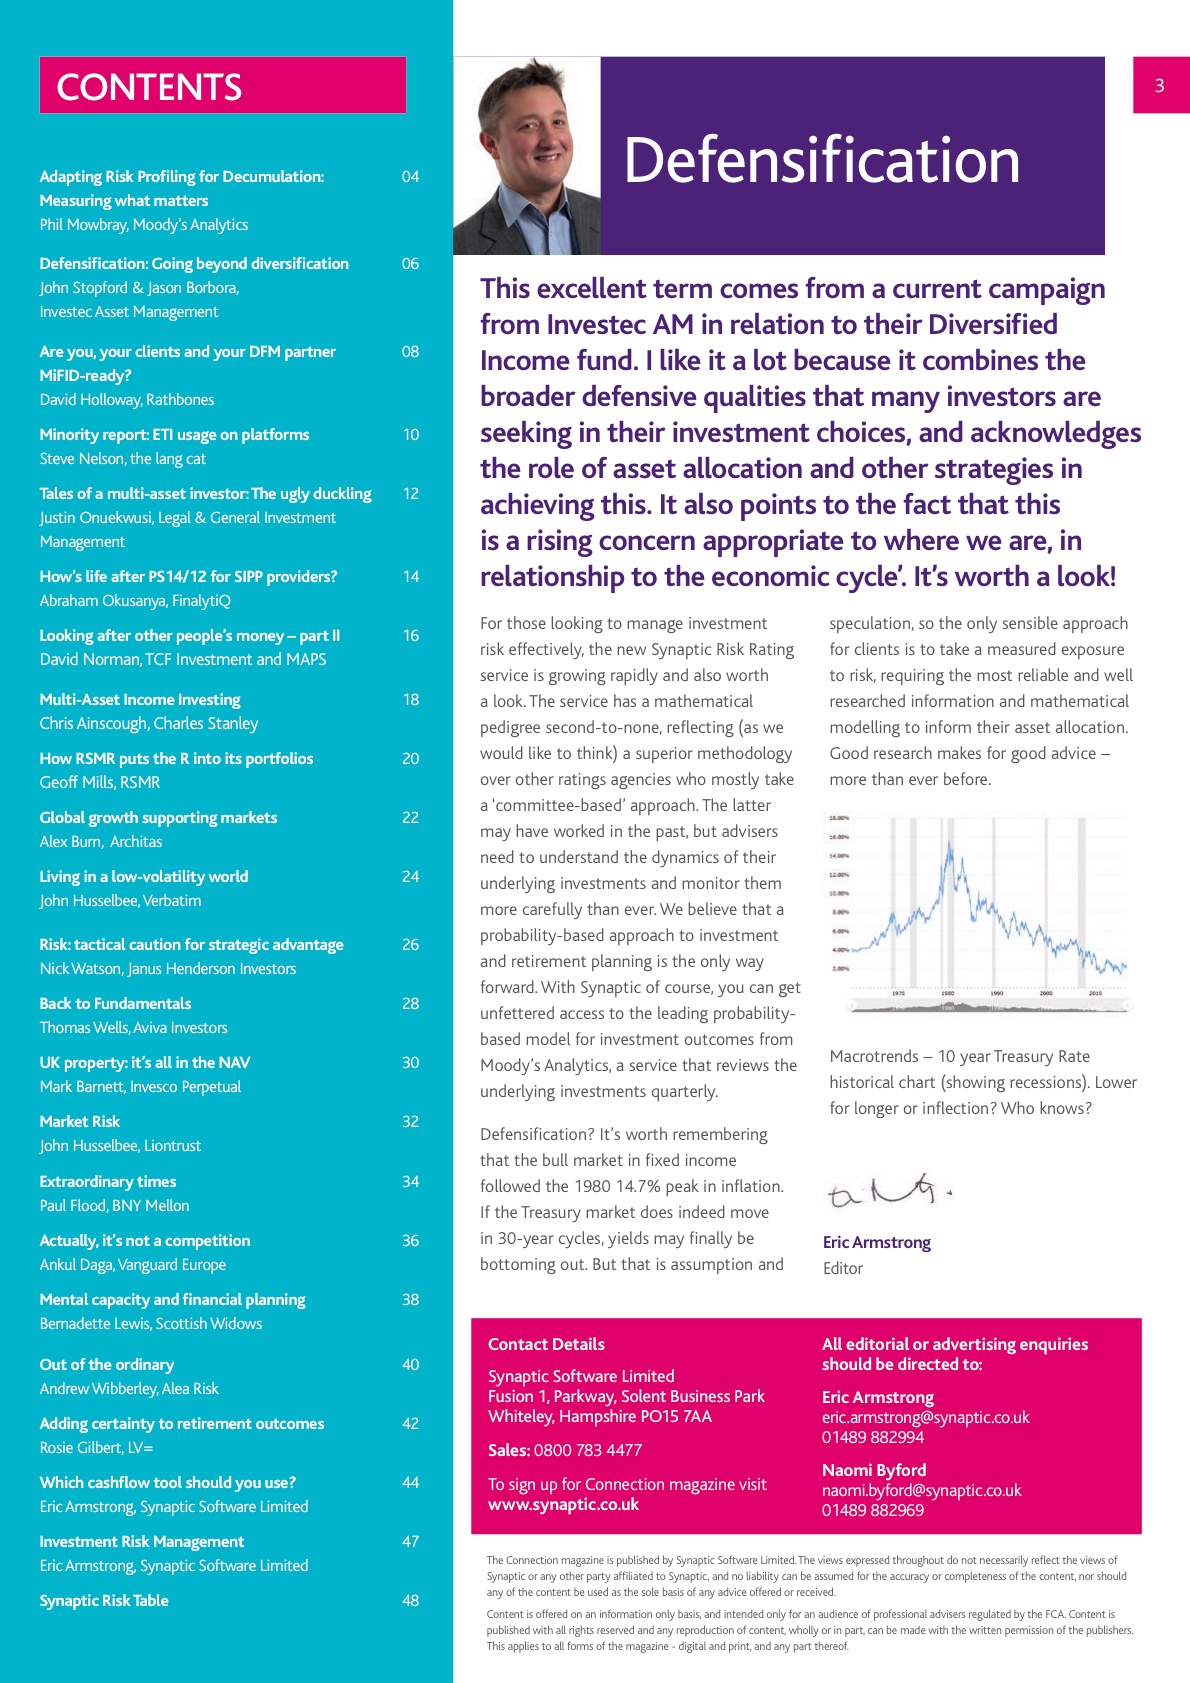 CONTENTS
Adapting Risk Profiling for Decumulation: 04
Measuring what matters
Phil Mowbray, Moody's Analytics
Defensification: Going beyond diversification 06
John Stopford & Jason Borbora,
Investec Asset Management
Are you, your clients and your DFM partner 08
MiFID-ready?
David Holloway, Rathbones
Minority report: ETI usage on platforms 10
Steve Nelson, the lang cat
Tales of a multi-asset investor: The ugly duckling 12
Justin Onuekwusi, Legal & General Investment
Management
How's life after PS14/12 for SIPP providers? 14
Abraham Okusanya, FinalytiQ
Looking after other people's money – part II 16
David Norman, TCF Investment and MAPS
Multi-Asset Income Investing 18
Chris Ainscough, Charles Stanley
How RSMR puts the R into its portfolios 20
Geoff Mills, RSMR
Global growth supporting markets 22
Alex Burn, Architas
Living in a low-volatility world 24
John Husselbee, Verbatim
Risk: tactical caution for strategic advantage 26
Nick Watson, Janus Henderson Investors
Back to Fundamentals 28
Thomas Wells, Aviva Investors
UK property: it's all in the NAV 30
Mark Barnett, Invesco Perpetual
Market Risk 32
John Husselbee, Liontrust
Extraordinary times 34
Paul Flood, BNY Mellon
Actually, it's not a competition 36
Ankul Daga, Vanguard Europe
Mental capacity and financial planning 38
Bernadette Lewis, Scottish Widows
Out of the ordinary 40
Andrew Wibberley, Alea Risk
Adding certainty to retirement outcomes 42
Rosie Gilbert, LV=
Which cashflow tool should you use? 44
Eric Armstrong, Synaptic Software Limited
Investment Risk Management 47
Eric Armstrong, Synaptic Software Limited
Synaptic Risk Table 48
3
Defensification
This excellent term comes from a current campaign
from Investec AM in relation to their Diversified
Income fund. I like it a lot because it combines the
broader defensive qualities that many investors are
seeking in their investment choices, and acknowledges
the role of asset allocation and other strategies in
achieving this. It also points to the fact that this
is a rising concern appropriate to where we are, in
relationship to the economic cycle’. It’s worth a look!
For those looking to manage investment
risk effectively, the new Synaptic Risk Rating
service is growing rapidly and also worth
a look. The service has a mathematical
pedigree second-to-none, reflecting (as we
would like to think) a superior methodology
over other ratings agencies who mostly take
a ‘committee-based’ approach. The latter
may have worked in the past, but advisers
need to understand the dynamics of their
underlying investments and monitor them
more carefully than ever. We believe that a
probability-based approach to investment
and retirement planning is the only way
forward. With Synaptic of course, you can get
unfettered access to the leading probability-
based model for investment outcomes from
Moody’s Analytics, a service that reviews the
underlying investments quarterly.
Defensification? It’s worth remembering
that the bull market in fixed income
followed the 1980 14.7% peak in inflation.
If the Treasury market does indeed move
in 30-year cycles, yields may finally be
bottoming out. But that is assumption and
speculation, so the only sensible approach
for clients is to take a measured exposure
to risk, requiring the most reliable and well
researched information and mathematical
modelling to inform their asset allocation.
Good research makes for good advice –
more than ever before.
18.00%
16.00%
14.00%
12.00%
10.00%
8.00%
6.00%
4.00%
2.00%
1970 1980 1990 2000 2010
Macrotrends – 10 year Treasury Rate
historical chart (showing recessions). Lower
for longer or inflection? Who knows?
Eric Armstrong
Editor
Contact Details
Synaptic Software Limited
Fusion 1, Parkway, Solent Business Park
Whiteley, Hampshire PO15 7AA
Sales: 0800 783 4477
To sign up for Connection magazine visit
www.synaptic.co.uk
All editorial or advertising enquiries
should be directed to:
Eric Armstrong
eric.armstrong@synaptic.co.uk
01489 882994
Naomi Byford
naomi.byford@synaptic.co.uk
01489 882969
The Connection magazine is published by Synaptic Software Limited. The views expressed throughout do not necessarily reflect the views of
Synaptic or any other party affiliated to Synaptic, and no liability can be assumed for the accuracy or completeness of the content, nor should
any of the content be used as the sole basis of any advice offered or received.
Content is offered on an information only basis, and intended only for an audience of professional advisers regulated by the FCA. Content is
published with all rights reserved and any reproduction of content, wholly or in part, can be made with the written permission of the publishers.
This applies to all forms of the magazine - digital and print, and any part thereof.